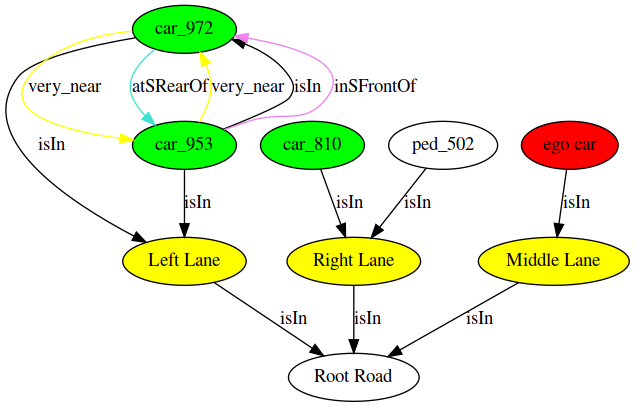 car_972
very_near
atSRearOf
very_near
isIn
inSFrontOf
isIn
car_953
car_810
ped_502
ego car
isIn
isIn
isIn
isIn
Left Lane
Right Lane
Middle Lane
isIn
isIn
isIn
Root Road